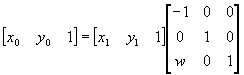 [x₀ y₀ 1] = [x₁ y₁ 1] [−1 0 0
0 1 0
w 0 1]